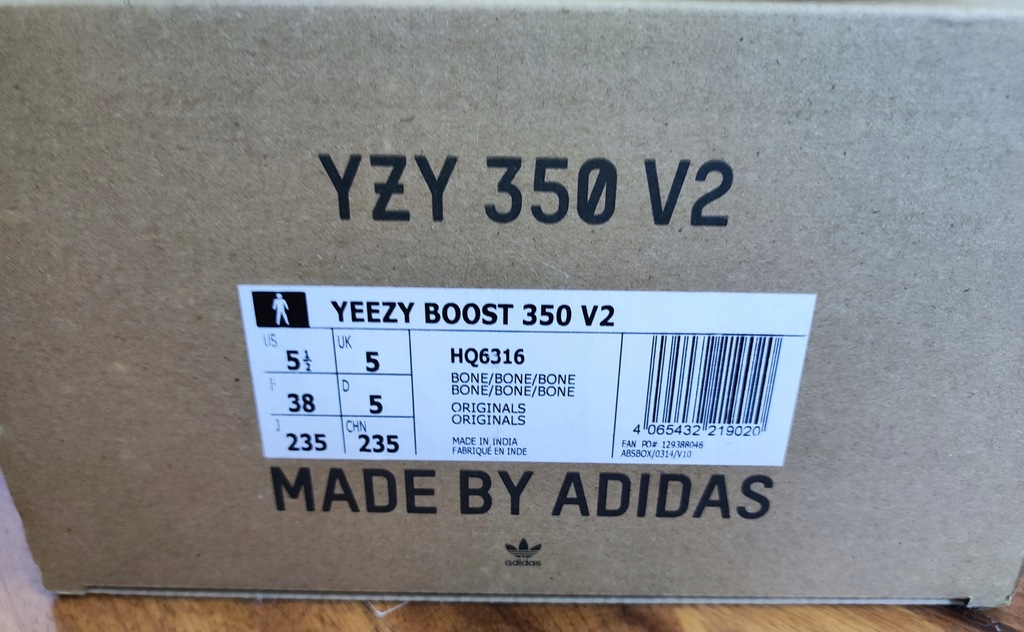 YZY 350 V2
YEEZY BOOST 350 V2
US 5½ UK 5
F 38 D 5
J 235 CHN 235
HQ6316
BONE/BONE/BONE
BONE/BONE/BONE
ORIGINALS
ORIGINALS
MADE IN INDIA
FABRIQUÉ EN INDE
4 065432 219020
FAN PO# 129388046
ABSBOX/0314/V10
MADE BY ADIDAS
adidas